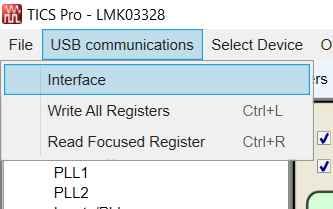 TICS Pro - LMK03328
File USB communications Select Device
Interface
Write All Registers Ctrl+L
Read Focused Register Ctrl+R
PLL1
PLL2